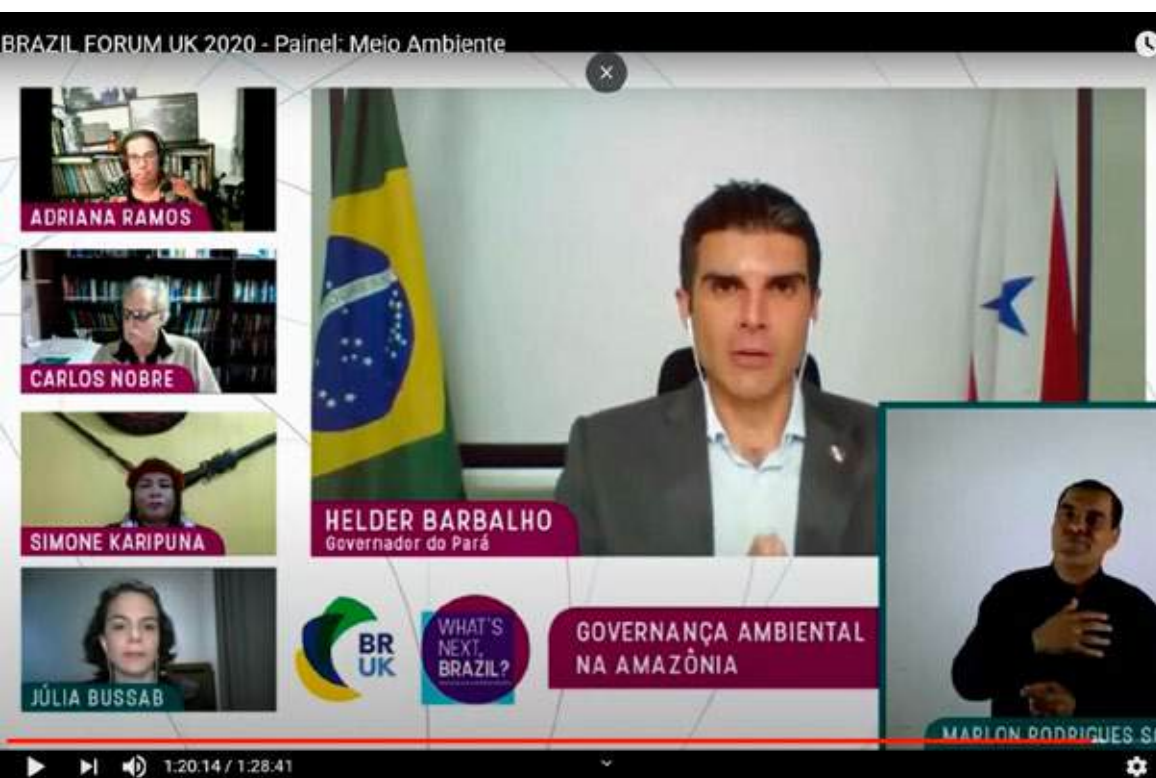 BRAZIL FORUM UK 2020 - Painel: Meio Ambiente
ADRIANA RAMOS
CARLOS NOBRE
SIMONE KARIPUNA
JÚLIA BUSSAB
HELDER BARBALHO
Governador do Pará
BR
UK
WHAT'S
NEXT,
BRAZIL?
GOVERNANÇA AMBIENTAL
NA AMAZÔNIA
MARLON RODRIGUES
1:20:14 / 1:28:41